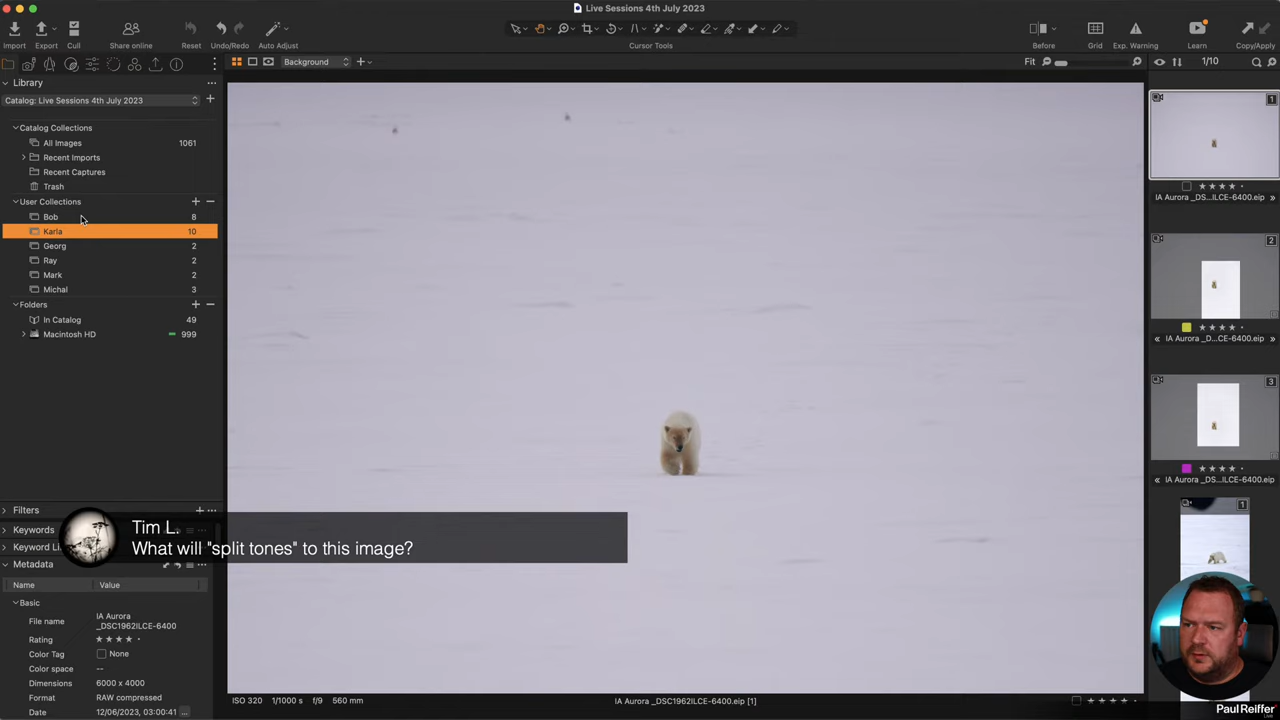 Live Sessions 4th July 2023
Import
Export
Cull
Share online
Reset
Undo/Redo
Auto Adjust
Cursor Tools
Before
Grid
Exp. Warning
Learn
Copy/Apply
Library
Background
Fit
1/10
Catalog: Live Sessions 4th July 2023
Catalog Collections
All Images 1061
Recent Imports
Recent Captures
Trash
User Collections
Bob 8
Karla 10
Georg 2
Ray 2
Mark 2
Michal 3
Folders
In Catalog 49
Macintosh HD 999
1
IA Aurora _DS...ILCE-6400.eip
2
IA Aurora _D...CE-6400.eip
3
IA Aurora _DS...ILCE-6400.eip
1
Filters
Keywords
Keyword Li
Tim L.
What will "split tones" to this image?
Metadata
Name Value
Basic
File name IA Aurora
_DSC1962ILCE-6400
Rating
Color Tag None
Color space --
Dimensions 6000 x 4000
Format RAW compressed
Date 12/06/2023, 03:00:41 ...
ISO 320 1/1000 s f/9 560 mm
IA Aurora _DSC1962ILCE-6400.eip [1]
Paul Reiffer
Live